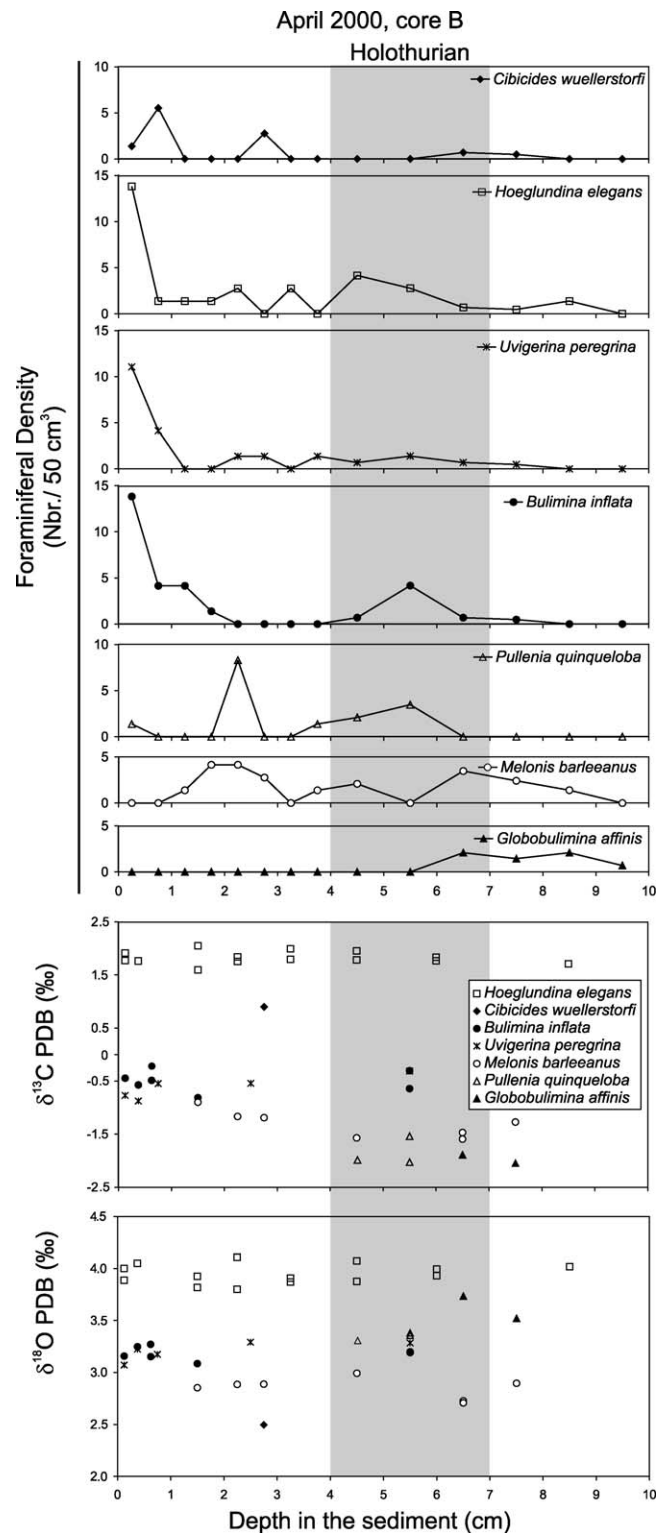 April 2000, core B
Holothurian
Foraminiferal Density
(Nbr./ 50 cm³)
10
5
0
Cibicides wuellerstorfi
15
10
5
0
Hoeglundina elegans
15
10
5
0
Uvigerina peregrina
15
10
5
0
Bulimina inflata
10
5
0
Pullenia quinqueloba
5
0
Melonis barleeanus
5
0
Globobulimina affinis
0 1 2 3 4 5 6 7 8 9 10
δ¹³C PDB (‰)
2.5
1.5
0.5
0
-0.5
-1.5
-2.5
Hoeglundina elegans
Cibicides wuellerstorfi
Bulimina inflata
Uvigerina peregrina
Melonis barleeanus
Pullenia quinqueloba
Globobulimina affinis
δ¹⁸O PDB (‰)
4.5
4.0
3.5
3.0
2.5
2.0
0 1 2 3 4 5 6 7 8 9 10
Depth in the sediment (cm)